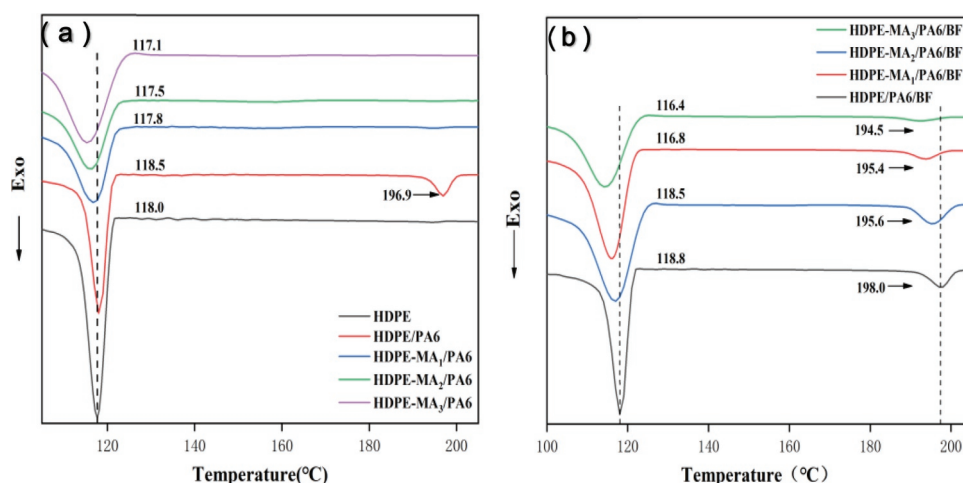 (a)
117.1
117.5
117.8
118.5
196.9
118.0
Exo
HDPE
HDPE/PA6
HDPE-MA₁/PA6
HDPE-MA₂/PA6
HDPE-MA₃/PA6
120
140
160
180
200
Temperature(°C)
(b)
HDPE-MA₃/PA6/BF
HDPE-MA₂/PA6/BF
HDPE-MA₁/PA6/BF
HDPE/PA6/BF
116.4
194.5
116.8
195.4
118.5
195.6
118.8
198.0
Exo
100
120
140
160
180
200
Temperature（°C）